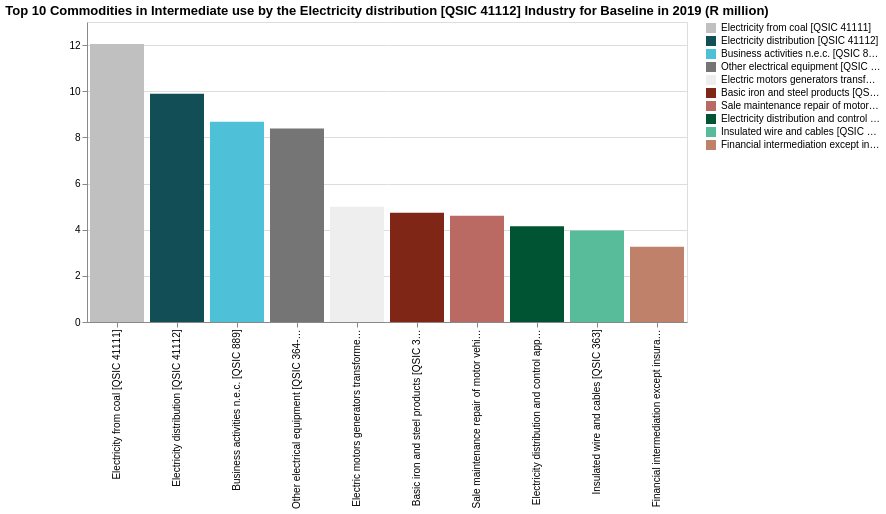 Top 10 Commodities in Intermediate use by the Electricity distribution [QSIC 41112] Industry for Baseline in 2019 (R million)
12
10
8
6
4
2
0
Electricity from coal [QSIC 41111]
Electricity distribution [QSIC 41112]
Business activities n.e.c. [QSIC 889]
Other electrical equipment [QSIC 364-…
Electric motors generators transforme…
Basic iron and steel products [QSIC 3…
Sale maintenance repair of motor vehi…
Electricity distribution and control app…
Insulated wire and cables [QSIC 363]
Financial intermediation except insura…
Electricity from coal [QSIC 41111]
Electricity distribution [QSIC 41112]
Business activities n.e.c. [QSIC 8…
Other electrical equipment [QSIC …
Electric motors generators transf…
Basic iron and steel products [QS…
Sale maintenance repair of motor…
Electricity distribution and control …
Insulated wire and cables [QSIC …
Financial intermediation except in…